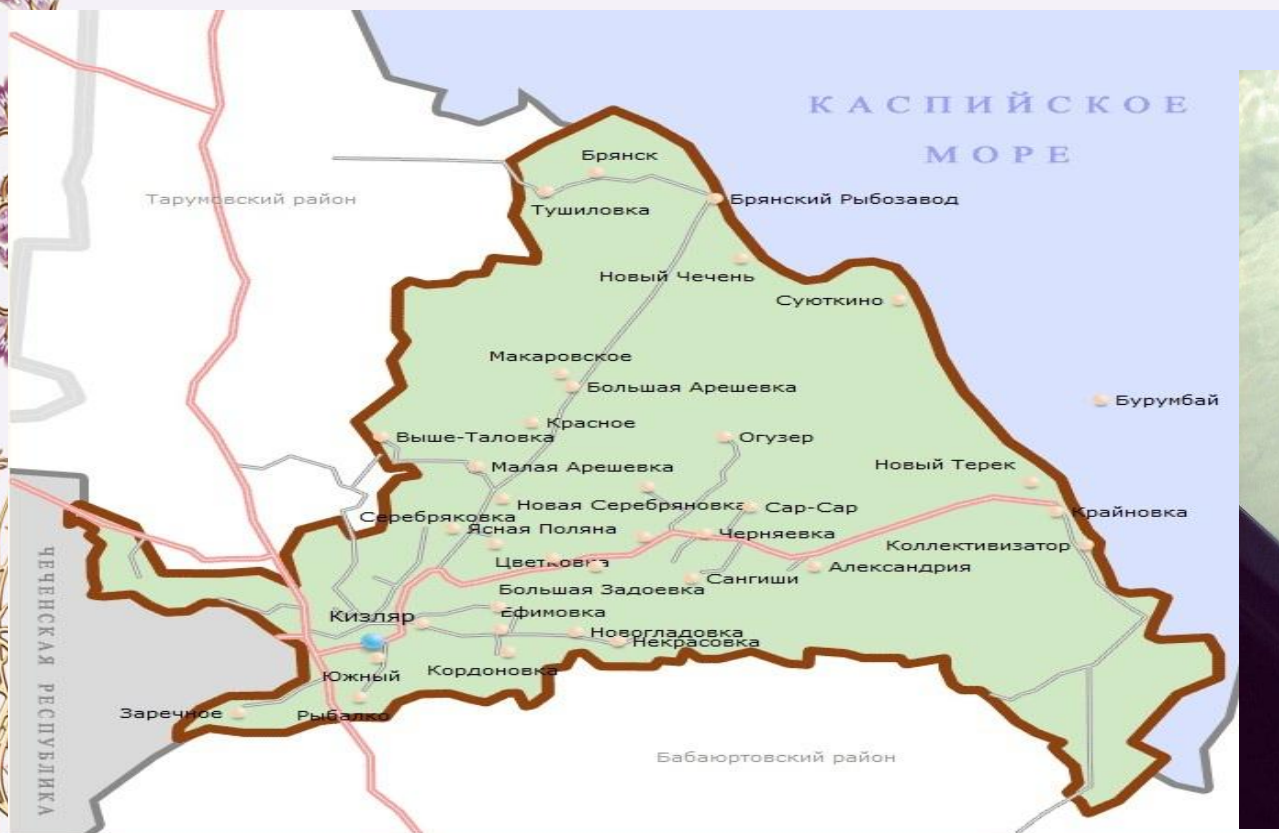 КАСПИЙСКОЕ
МОРЕ
Брянск
Тарумовский район
Брянский Рыбозавод
Тушиловка
Новый Чечень
Суюткино
Макаровское
Большая Арешевка
Бурумбай
Красное
Выше-Таловка
Огузер
Малая Арешевка
Новый Терек
Новая Серебряновка
Сар-Сар
Крайновка
Серебряковка
Ясная Поляна
Черняевка
Коллективизатор
Цветковка
Александрия
Сангиши
Большая Задоевка
Ефимовка
Кизляр
Новогладовка
Некрасовка
Южный
Кордоновка
Заречное
Рыбалко
Бабаюртовский район
ЧЕЧЕНСКАЯ РЕСПУБЛИКА